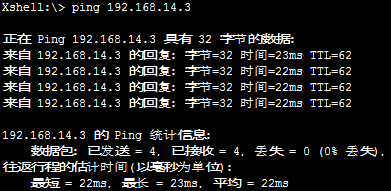 Xshell:\> ping 192.168.14.3
正在 Ping 192.168.14.3 具有 32 字节的数据:
来自 192.168.14.3 的回复: 字节=32 时间=23ms TTL=62
来自 192.168.14.3 的回复: 字节=32 时间=22ms TTL=62
来自 192.168.14.3 的回复: 字节=32 时间=22ms TTL=62
来自 192.168.14.3 的回复: 字节=32 时间=22ms TTL=62
192.168.14.3 的 Ping 统计信息:
数据包: 已发送 = 4, 已接收 = 4, 丢失 = 0 (0% 丢失),
往返行程的估计时间(以毫秒为单位):
最短 = 22ms, 最长 = 23ms, 平均 = 22ms